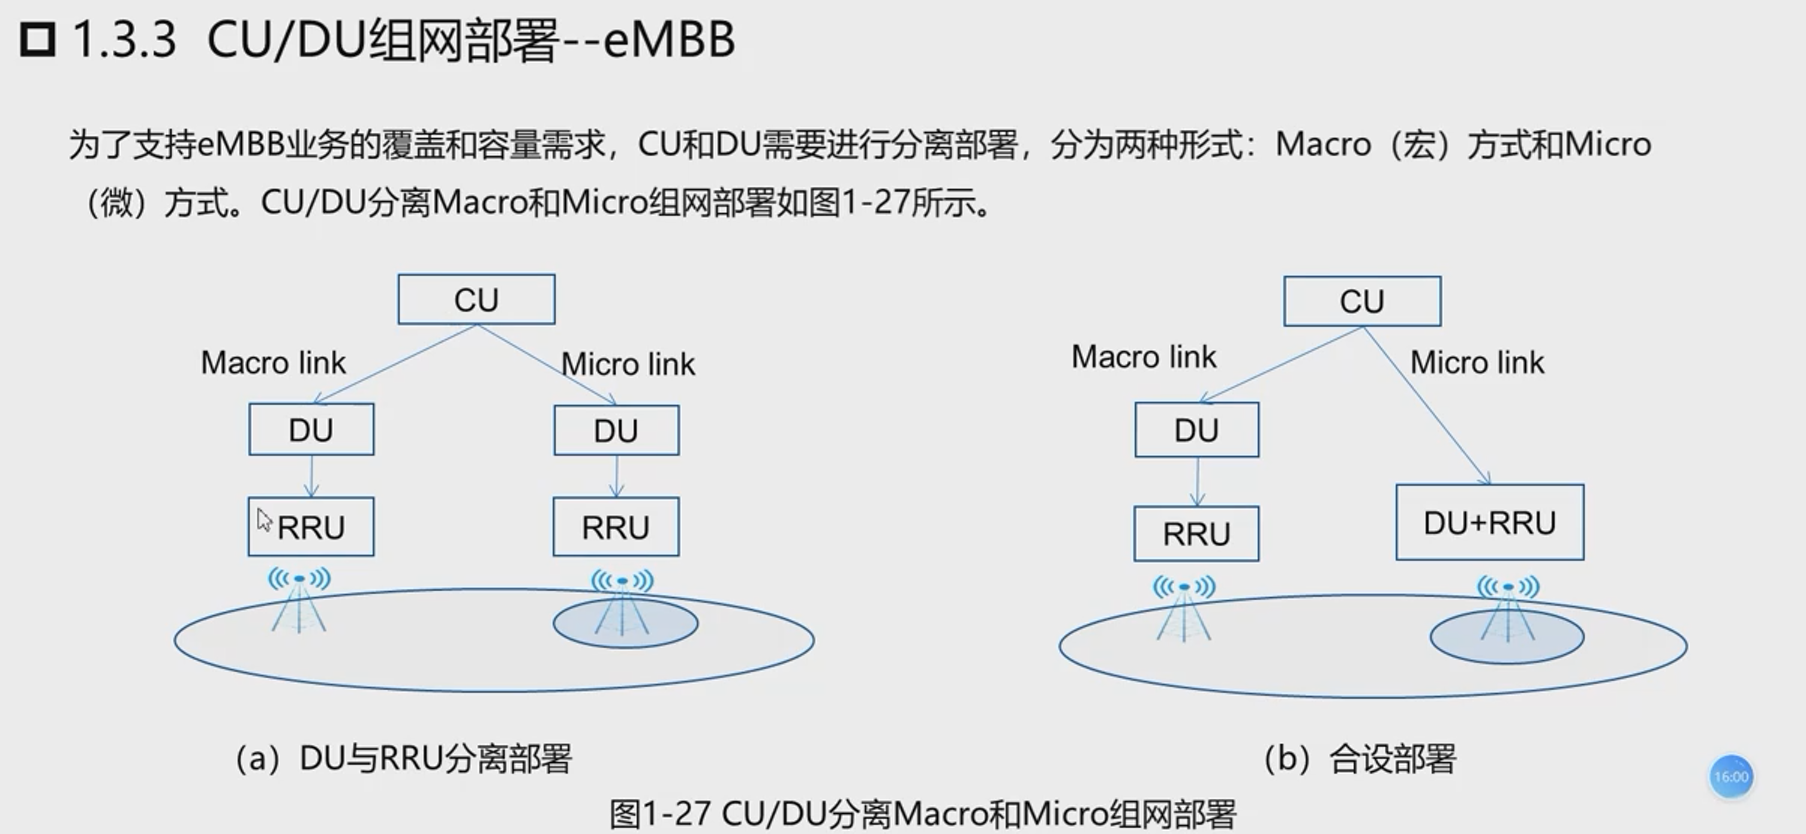 1.3.3 CU/DU组网部署--eMBB
为了支持eMBB业务的覆盖和容量需求，CU和DU需要进行分离部署，分为两种形式：Macro（宏）方式和Micro
（微）方式。CU/DU分离Macro和Micro组网部署如图1-27所示。
CU
Macro link
Micro link
DU
DU
RRU
RRU
（a）DU与RRU分离部署
CU
Macro link
Micro link
DU
RRU
DU+RRU
（b）合设部署
图1-27 CU/DU分离Macro和Micro组网部署
16:00